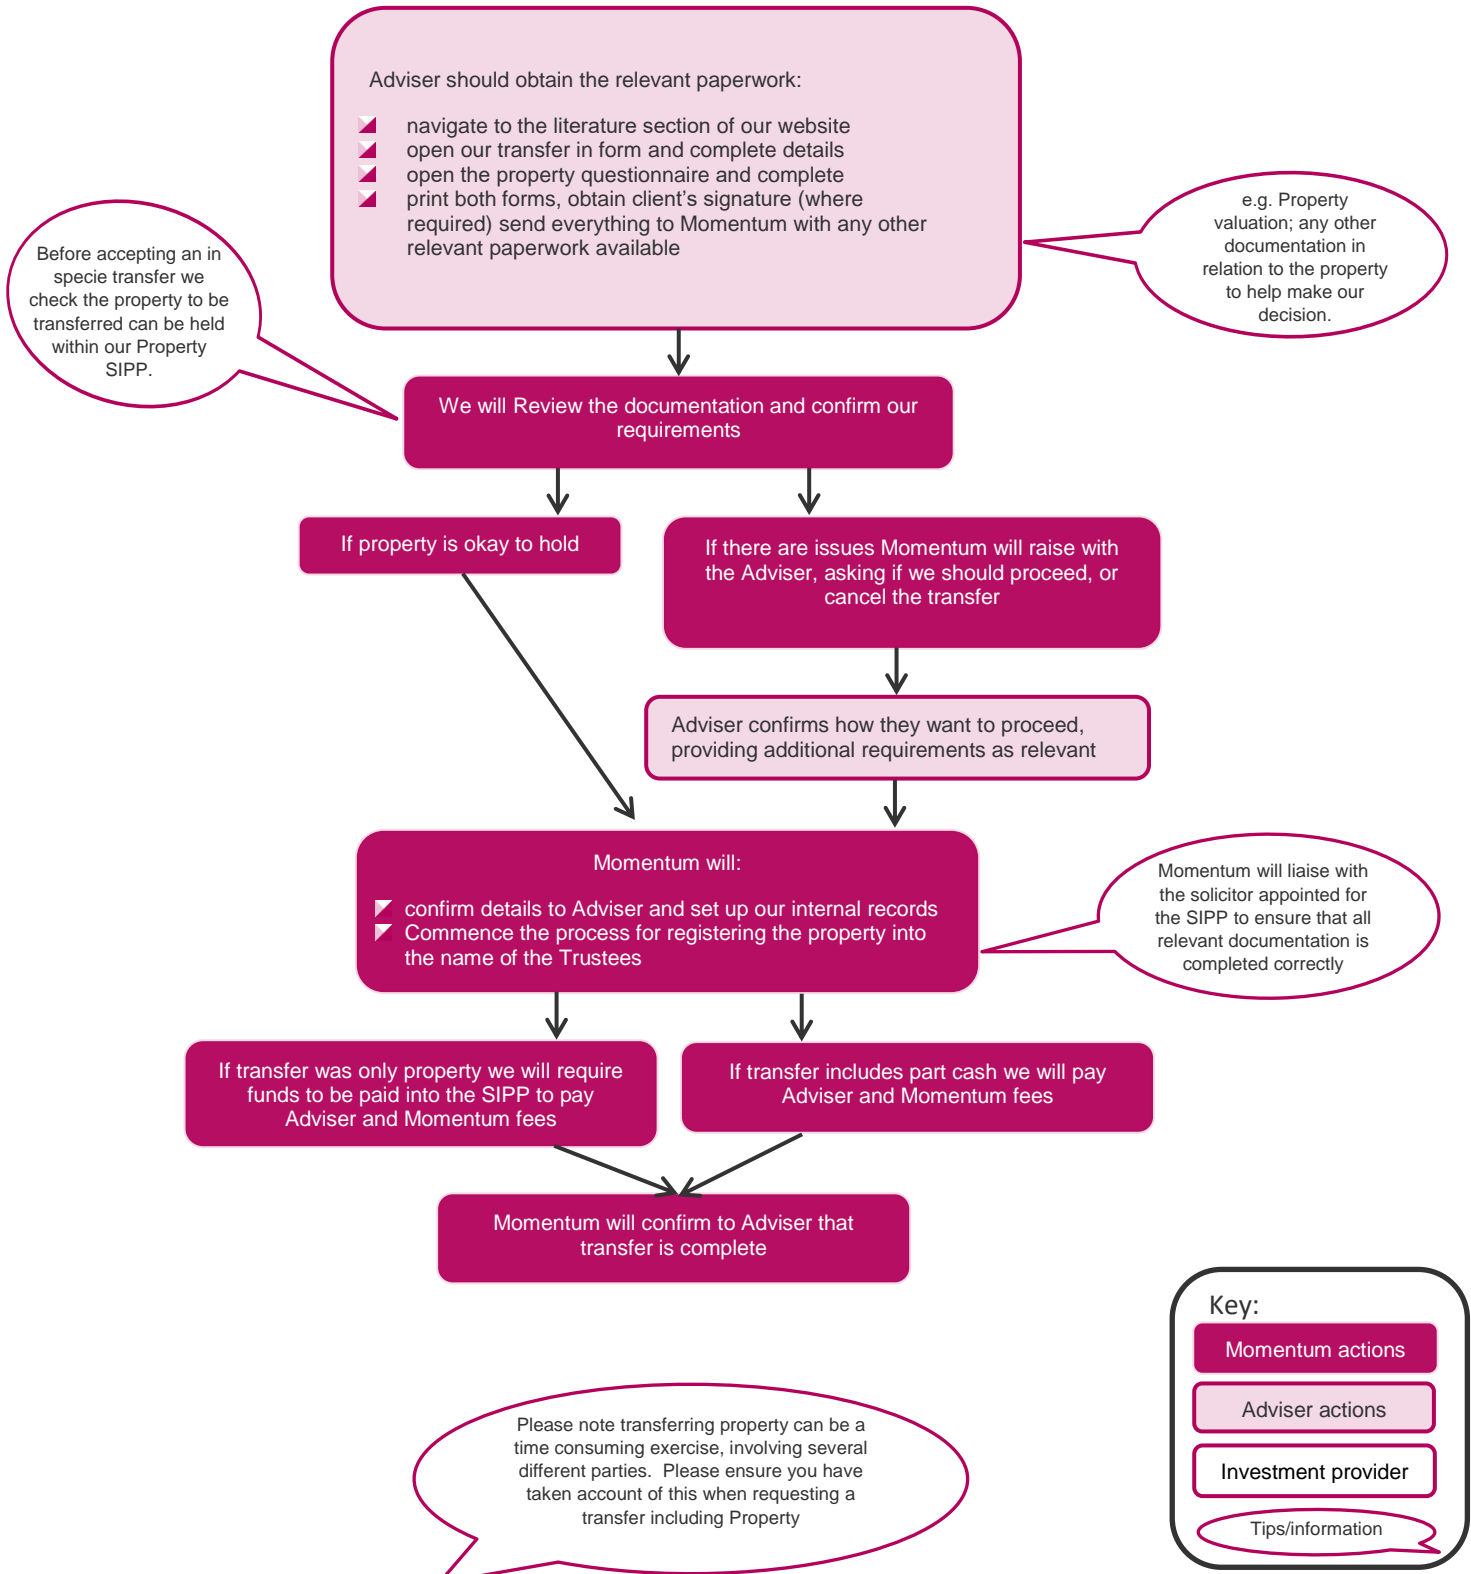 Adviser should obtain the relevant paperwork:
navigate to the literature section of our website
open our transfer in form and complete details
open the property questionnaire and complete
print both forms, obtain client’s signature (where
required) send everything to Momentum with any other
relevant paperwork available
e.g. Property
valuation; any other
documentation in
relation to the property
to help make our
decision.
Before accepting an in
specie transfer we
check the property to be
transferred can be held
within our Property
SIPP.
We will Review the documentation and confirm our
requirements
If property is okay to hold
If there are issues Momentum will raise with
the Adviser, asking if we should proceed, or
cancel the transfer
Adviser confirms how they want to proceed,
providing additional requirements as relevant
Momentum will:
confirm details to Adviser and set up our internal records
Commence the process for registering the property into
the name of the Trustees
Momentum will liaise with
the solicitor appointed for
the SIPP to ensure that all
relevant documentation is
completed correctly
If transfer was only property we will require
funds to be paid into the SIPP to pay
Adviser and Momentum fees
If transfer includes part cash we will pay
Adviser and Momentum fees
Momentum will confirm to Adviser that
transfer is complete
Key:
Momentum actions
Adviser actions
Investment provider
Tips/information
Please note transferring property can be a
time consuming exercise, involving several
different parties.  Please ensure you have
taken account of this when requesting a
transfer including Property